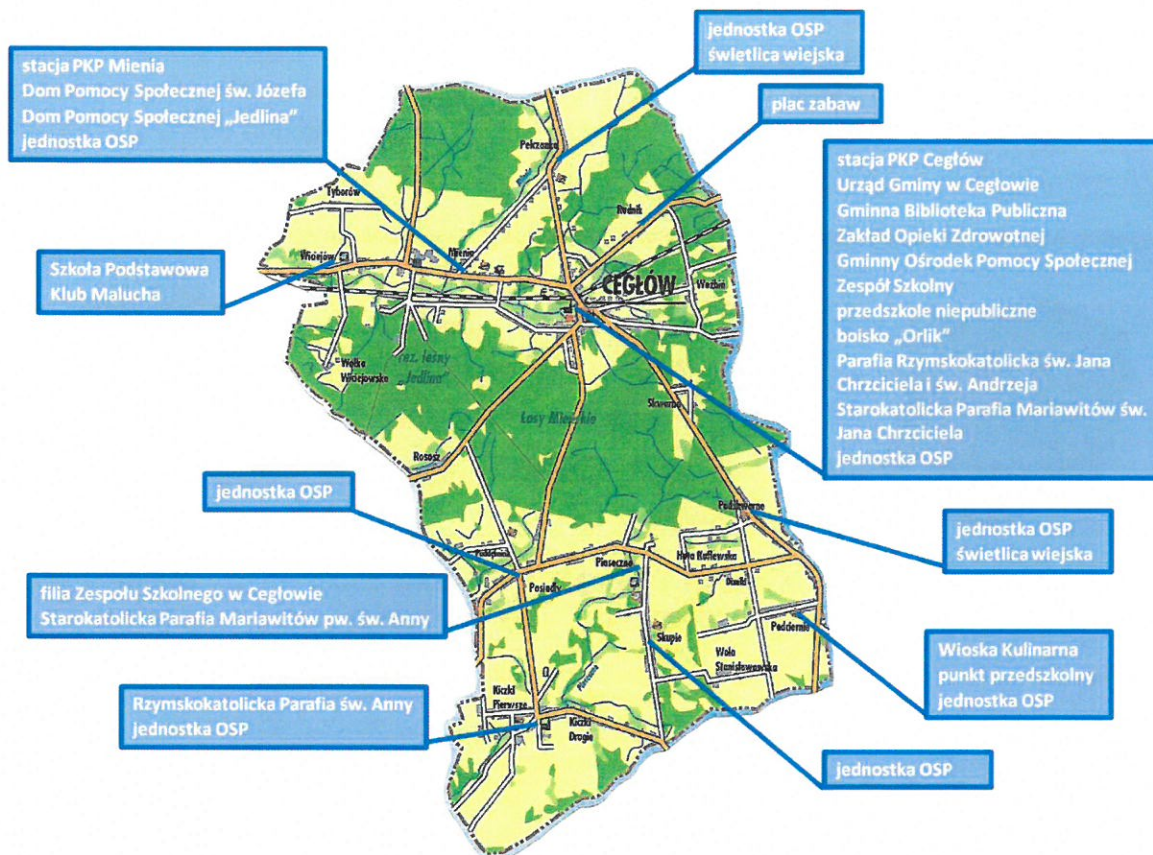 jednostka OSP
świetlica wiejska
stacja PKP Mienia
Dom Pomocy Społecznej św. Józefa
Dom Pomocy Społecznej „Jedlina”
jednostka OSP
plac zabaw
stacja PKP Cegłów
Urząd Gminy w Cegłowie
Gminna Biblioteka Publiczna
Zakład Opieki Zdrowotnej
Gminny Ośrodek Pomocy Społecznej
Zespół Szkolny
przedszkole niepubliczne
boisko „Orlik”
Parafia Rzymskokatolicka św. Jana
Chrzciciela i św. Andrzeja
Starokatolicka Parafia Mariawitów św.
Jana Chrzciciela
jednostka OSP
Szkoła Podstawowa
Klub Malucha
Pełczanka
Tyborów
Rudnik
Wiciejów
Mienia
CEGŁÓW
Wólka
Wiciejowska
rez. leśny
„Jedlina”
Skwarne
Lasy Mieńskie
Rososz
jednostka OSP
Podskwarne
jednostka OSP
świetlica wiejska
Piaseczno
Huta Kuflewska
Posiady
filia Zespołu Szkolnego w Cegłowie
Starokatolicka Parafia Mariawitów pw. św. Anny
Skupie
Podciernie
Wola
Stanisławowska
Wioska Kulinarna
punkt przedszkolny
jednostka OSP
Kiczki
Pierwsze
Rzymskokatolicka Parafia św. Anny
jednostka OSP
Kiczki
Drugie
jednostka OSP